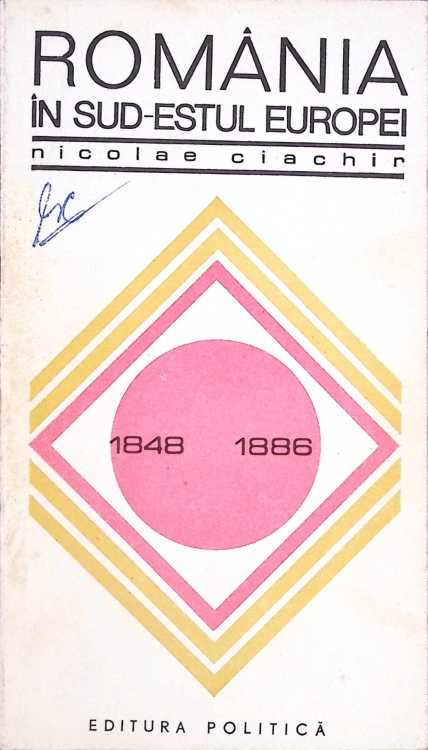 ROMÂNIA
ÎN SUD-ESTUL EUROPEI
nicolae ciachir
1848 1886
EDITURA POLITICĂ